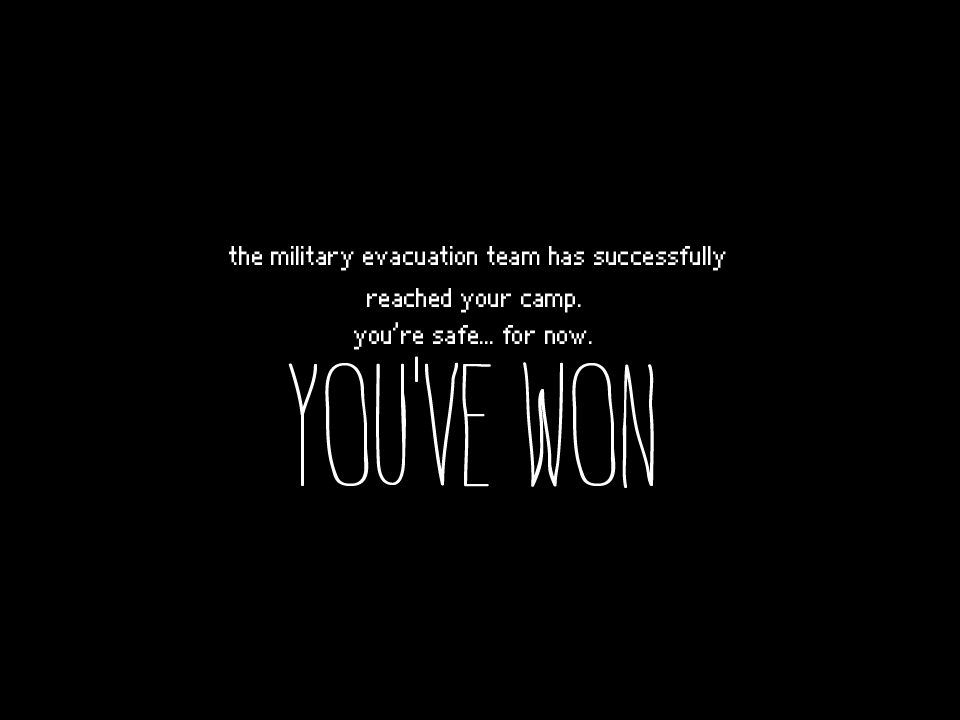 the military evacuation team has successfully
reached your camp.
you're safe... for now.
YOU'VE WON